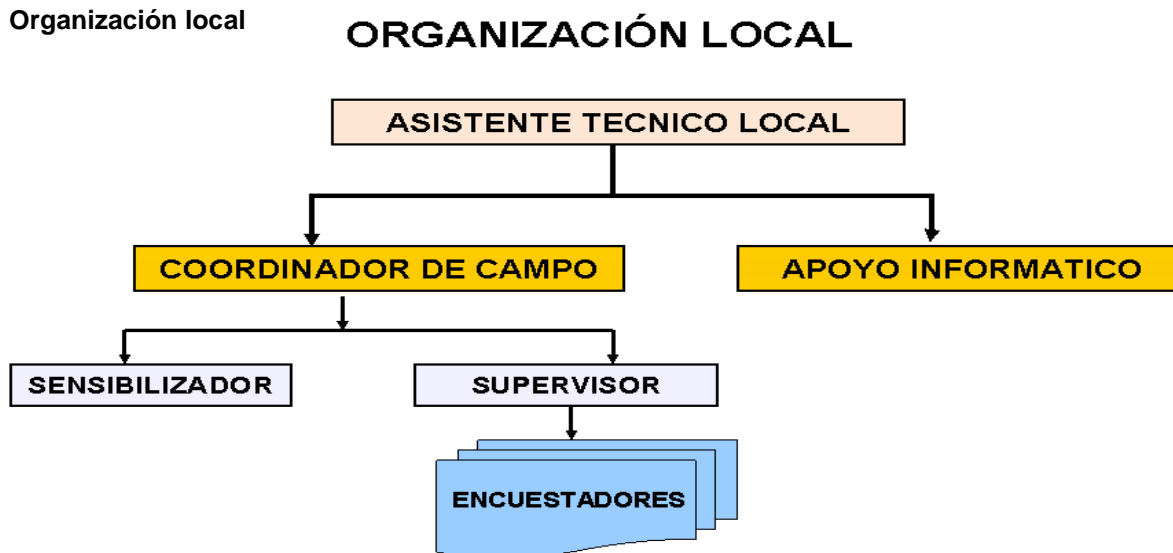 Organización local
ORGANIZACIÓN LOCAL
ASISTENTE TECNICO LOCAL
COORDINADOR DE CAMPO
APOYO INFORMATICO
SENSIBILIZADOR
SUPERVISOR
ENCUESTADORES